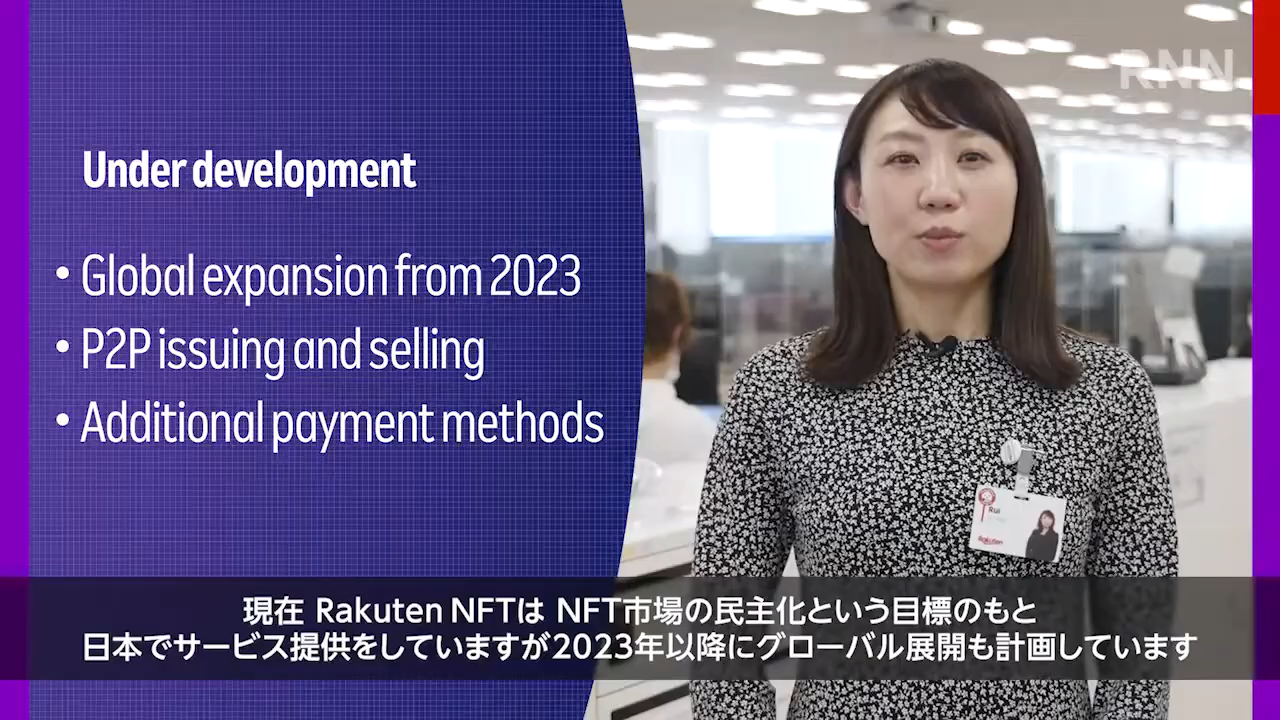 RNN
Under development
• Global expansion from 2023
• P2P issuing and selling
• Additional payment methods
Rui
Rakuten
現在 Rakuten NFTは NFT市場の民主化という目標のもと
日本でサービス提供をしていますが2023年以降にグローバル展開も計画しています